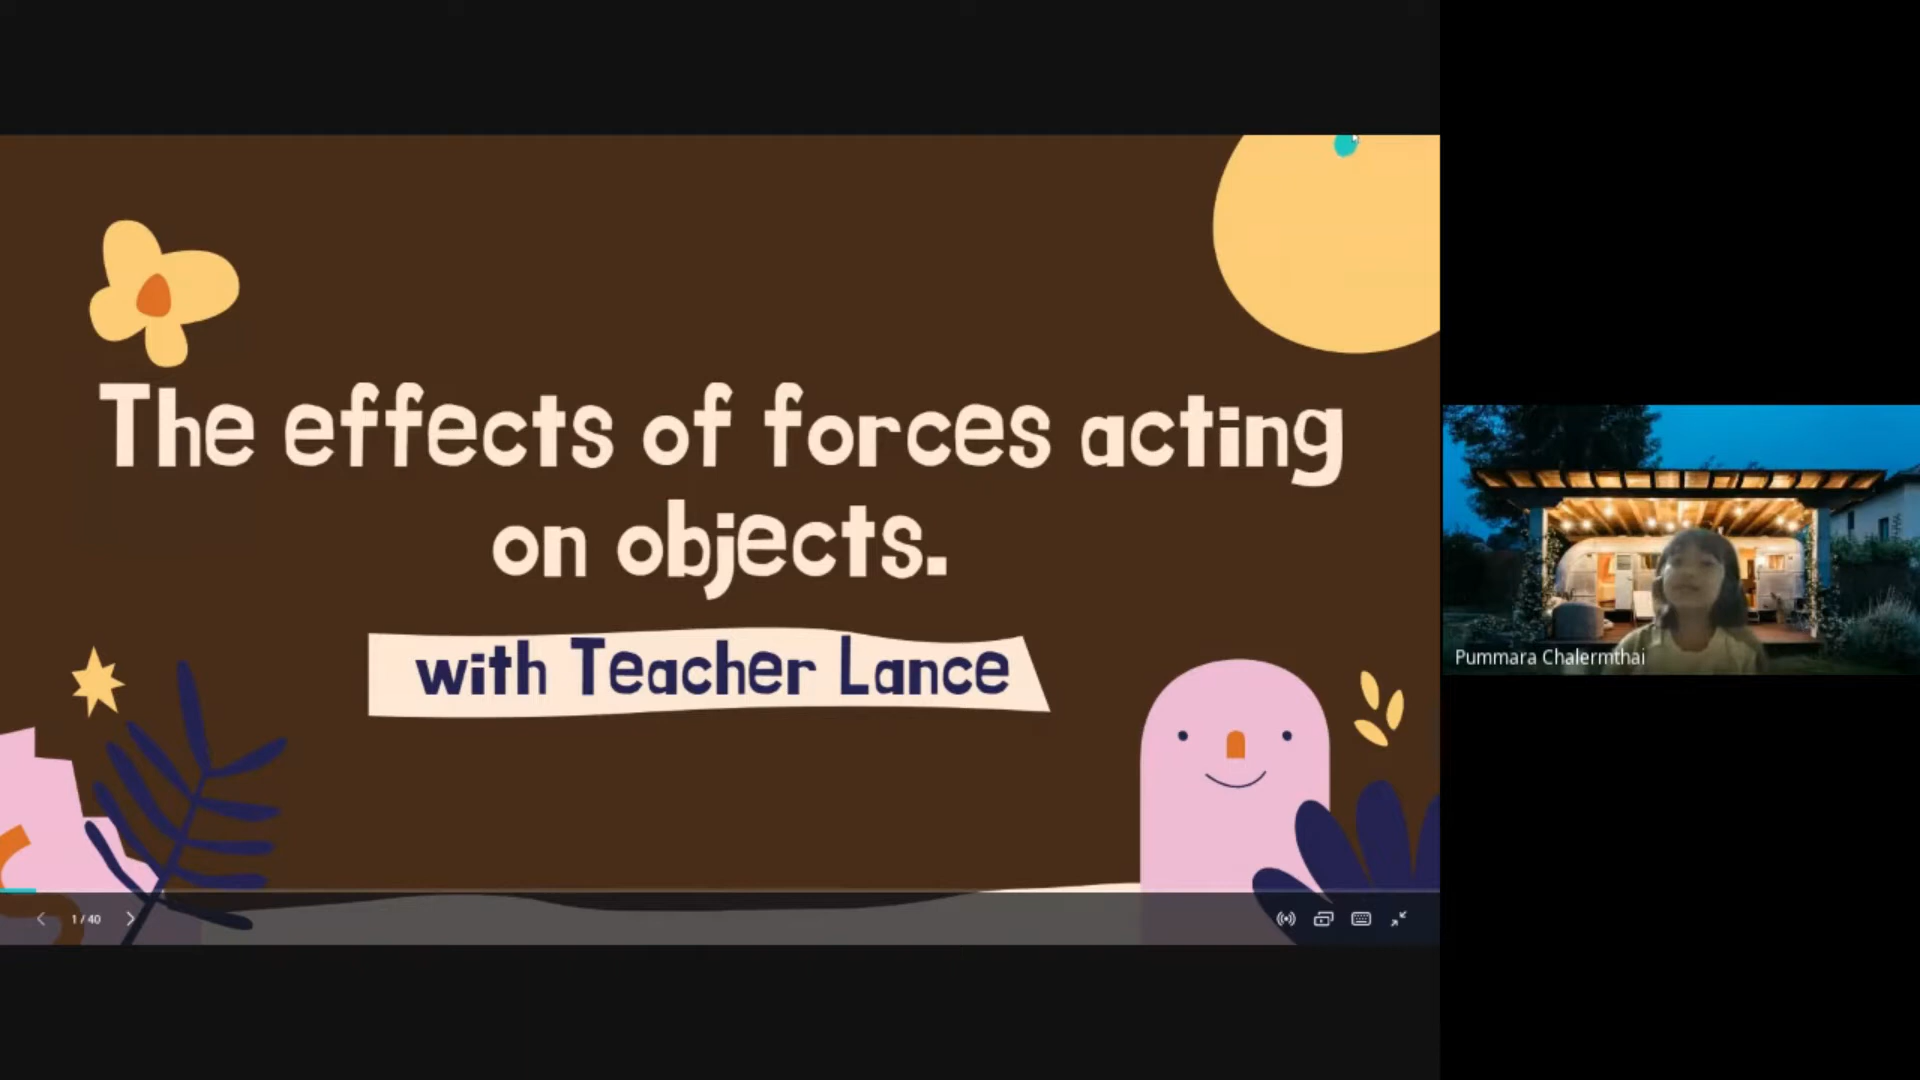 The effects of forces acting
on objects.
with Teacher Lance
Pummara Chalermthai
1 / 40